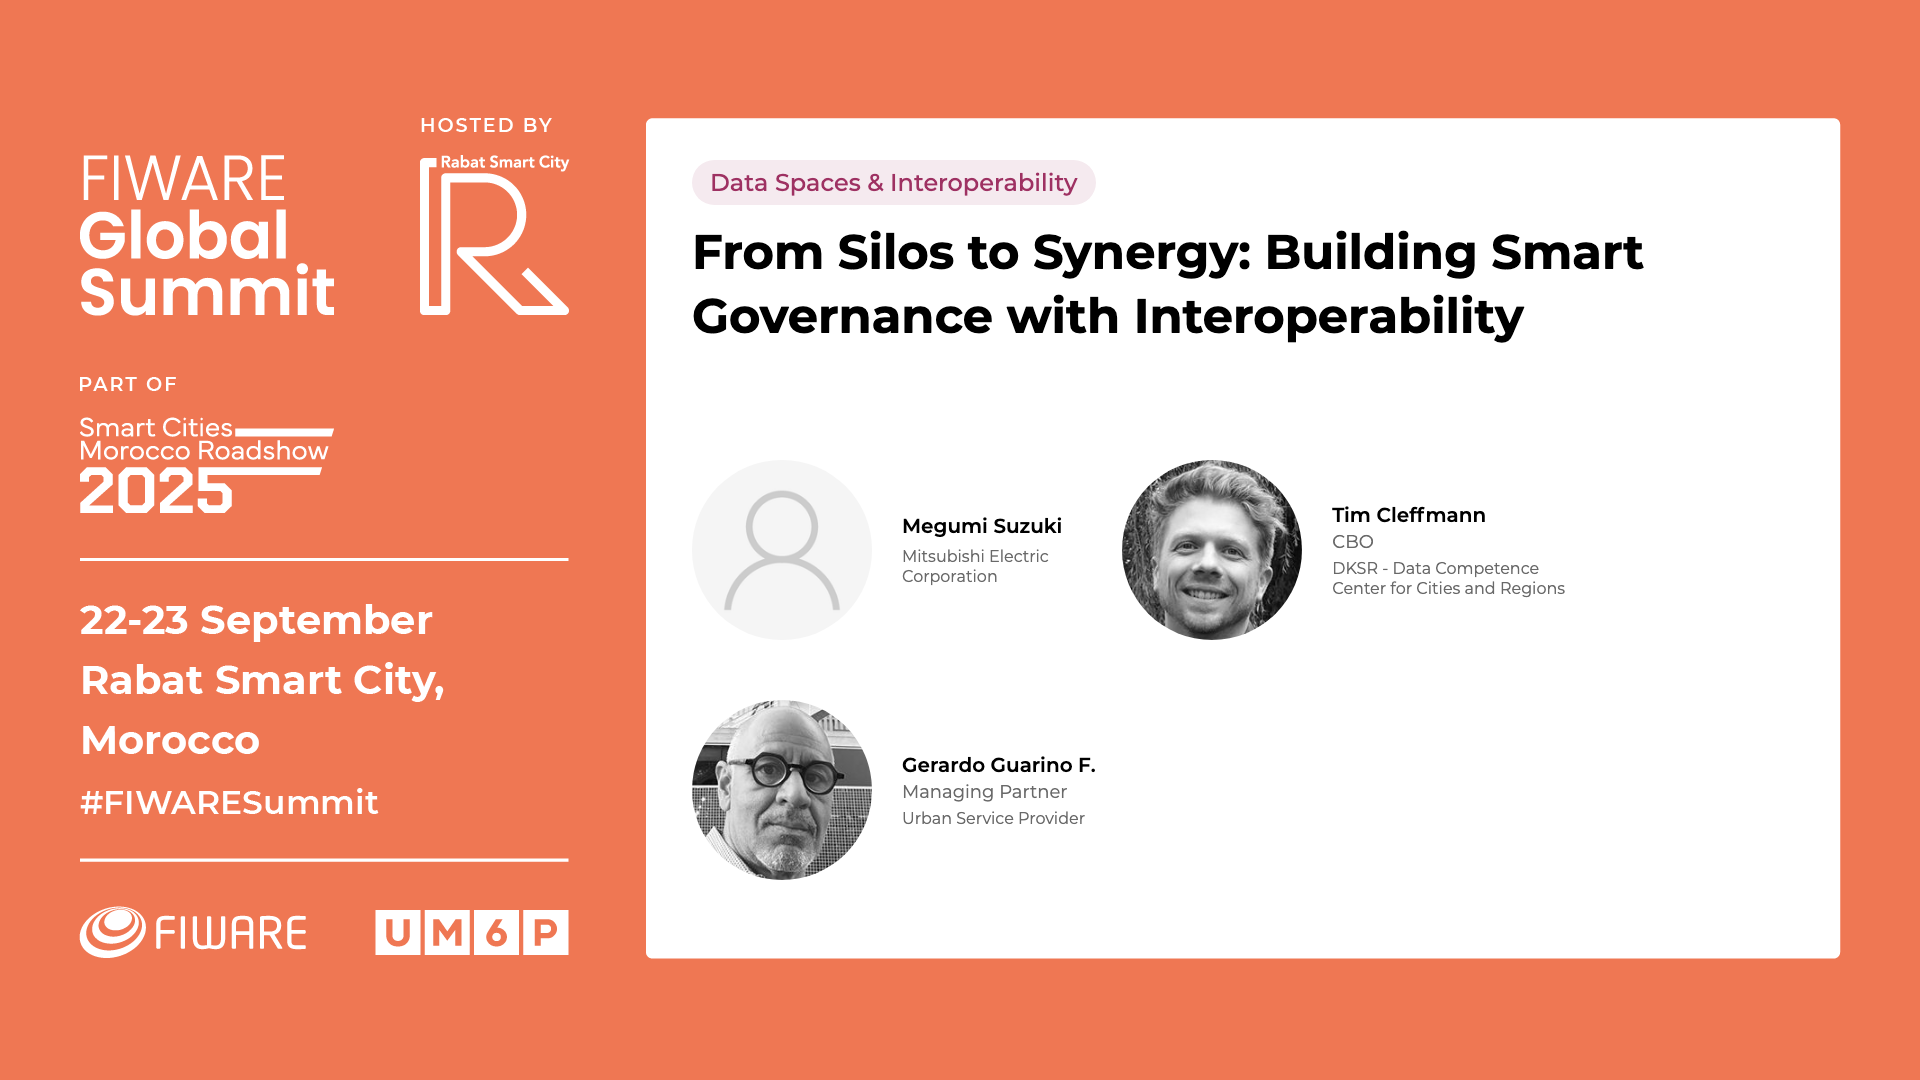 HOSTED BY
FIWARE
Global
Summit
Rabat Smart City
PART OF
Smart Cities
Morocco Roadshow
2025
22-23 September
Rabat Smart City,
Morocco
#FIWARESummit
FIWARE
UM6P
Data Spaces & Interoperability
From Silos to Synergy: Building Smart
Governance with Interoperability
Megumi Suzuki
Mitsubishi Electric
Corporation
Tim Cleffmann
CBO
DKSR - Data Competence
Center for Cities and Regions
Gerardo Guarino F.
Managing Partner
Urban Service Provider